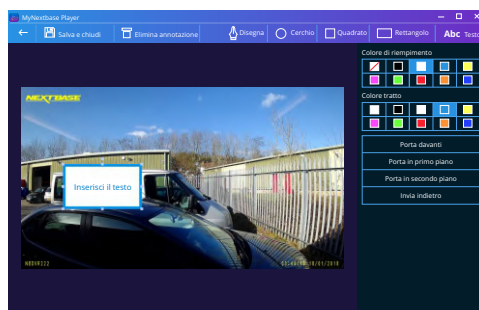 MyNextbase Player
Salva e chiudi
Elimina annotazione
Disegna
Cerchio
Quadrato
Rettangolo
Abc Testo
Colore di riempimento
Colore tratto
Porta davanti
Porta in primo piano
Porta in secondo piano
Invia indietro
NEXTBASE
Inserisci il testo